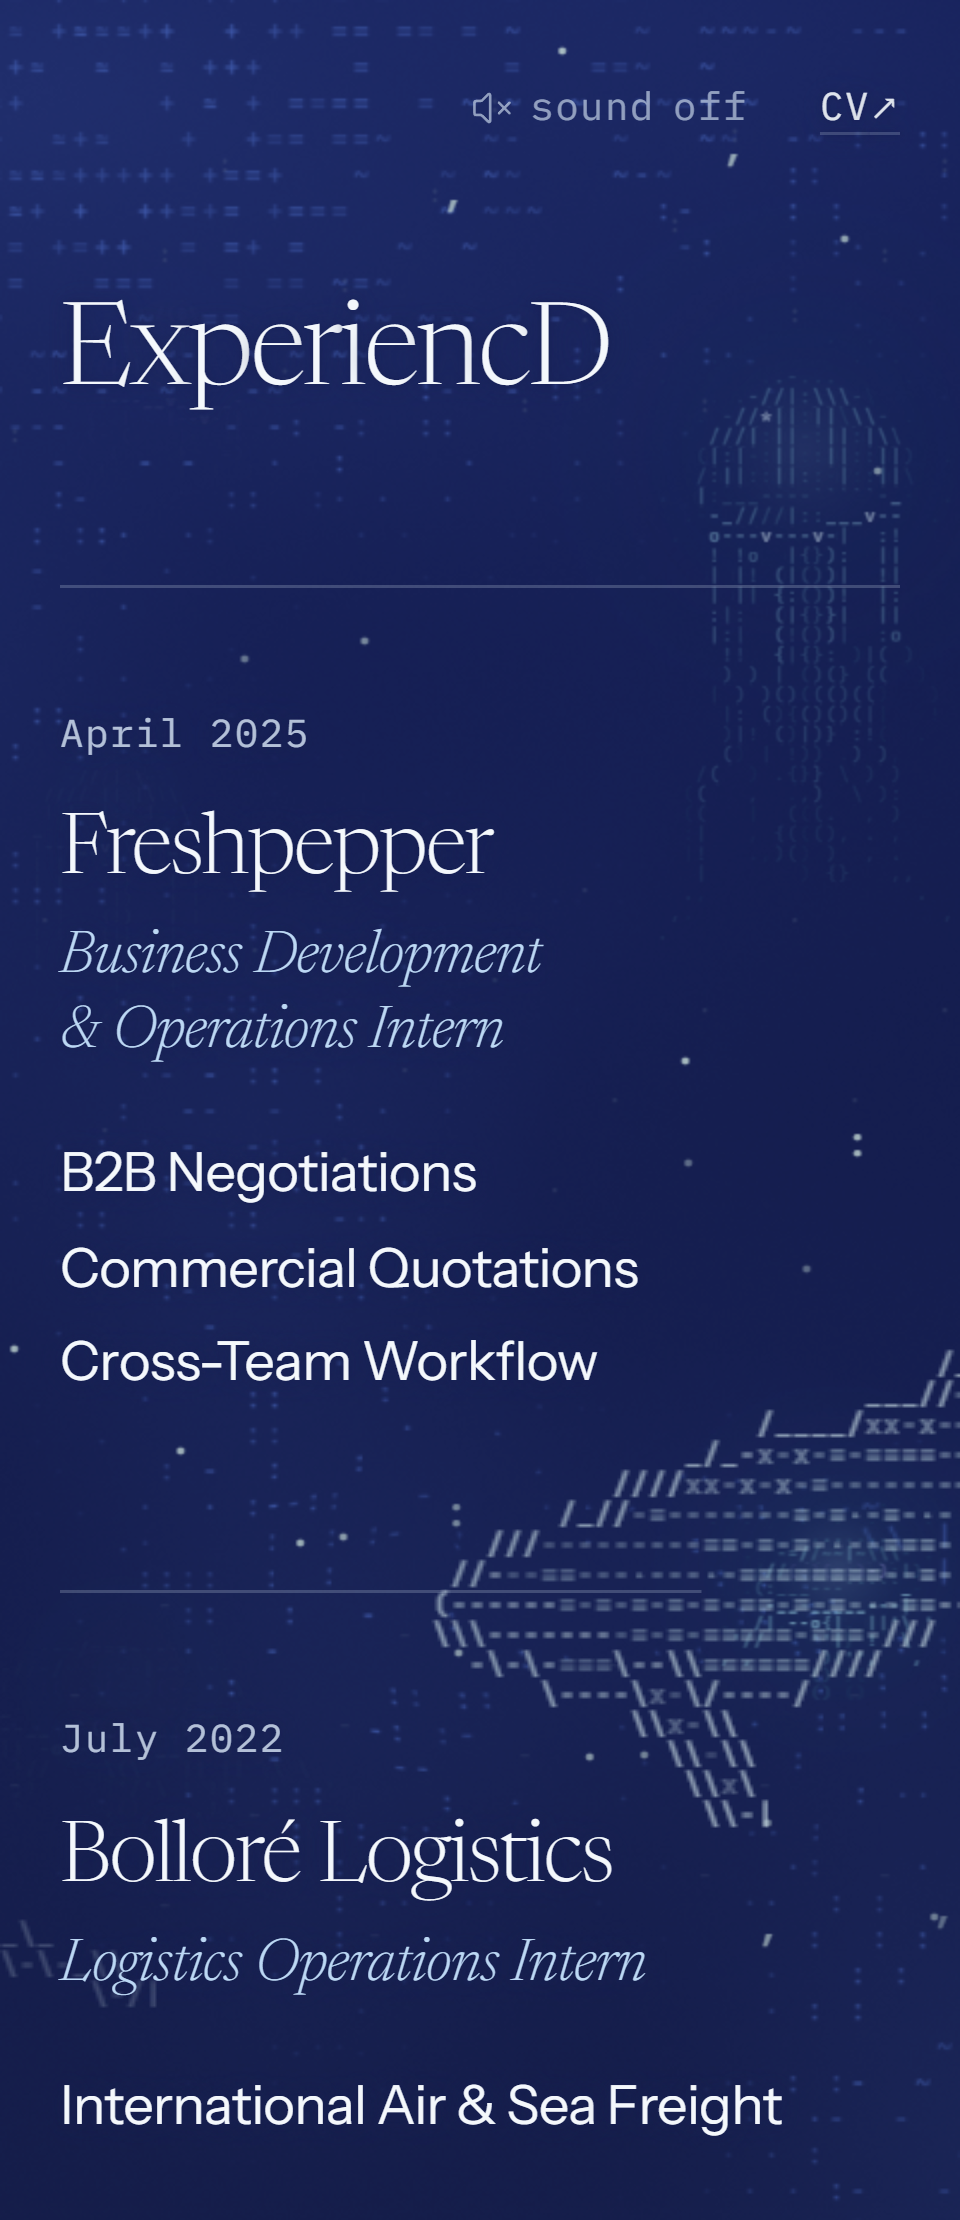 sound off
CV↗
ExperiencD
April 2025
Freshpepper
Business Development
& Operations Intern
B2B Negotiations
Commercial Quotations
Cross-Team Workflow
July 2022
Bolloré Logistics
Logistics Operations Intern
International Air & Sea Freight